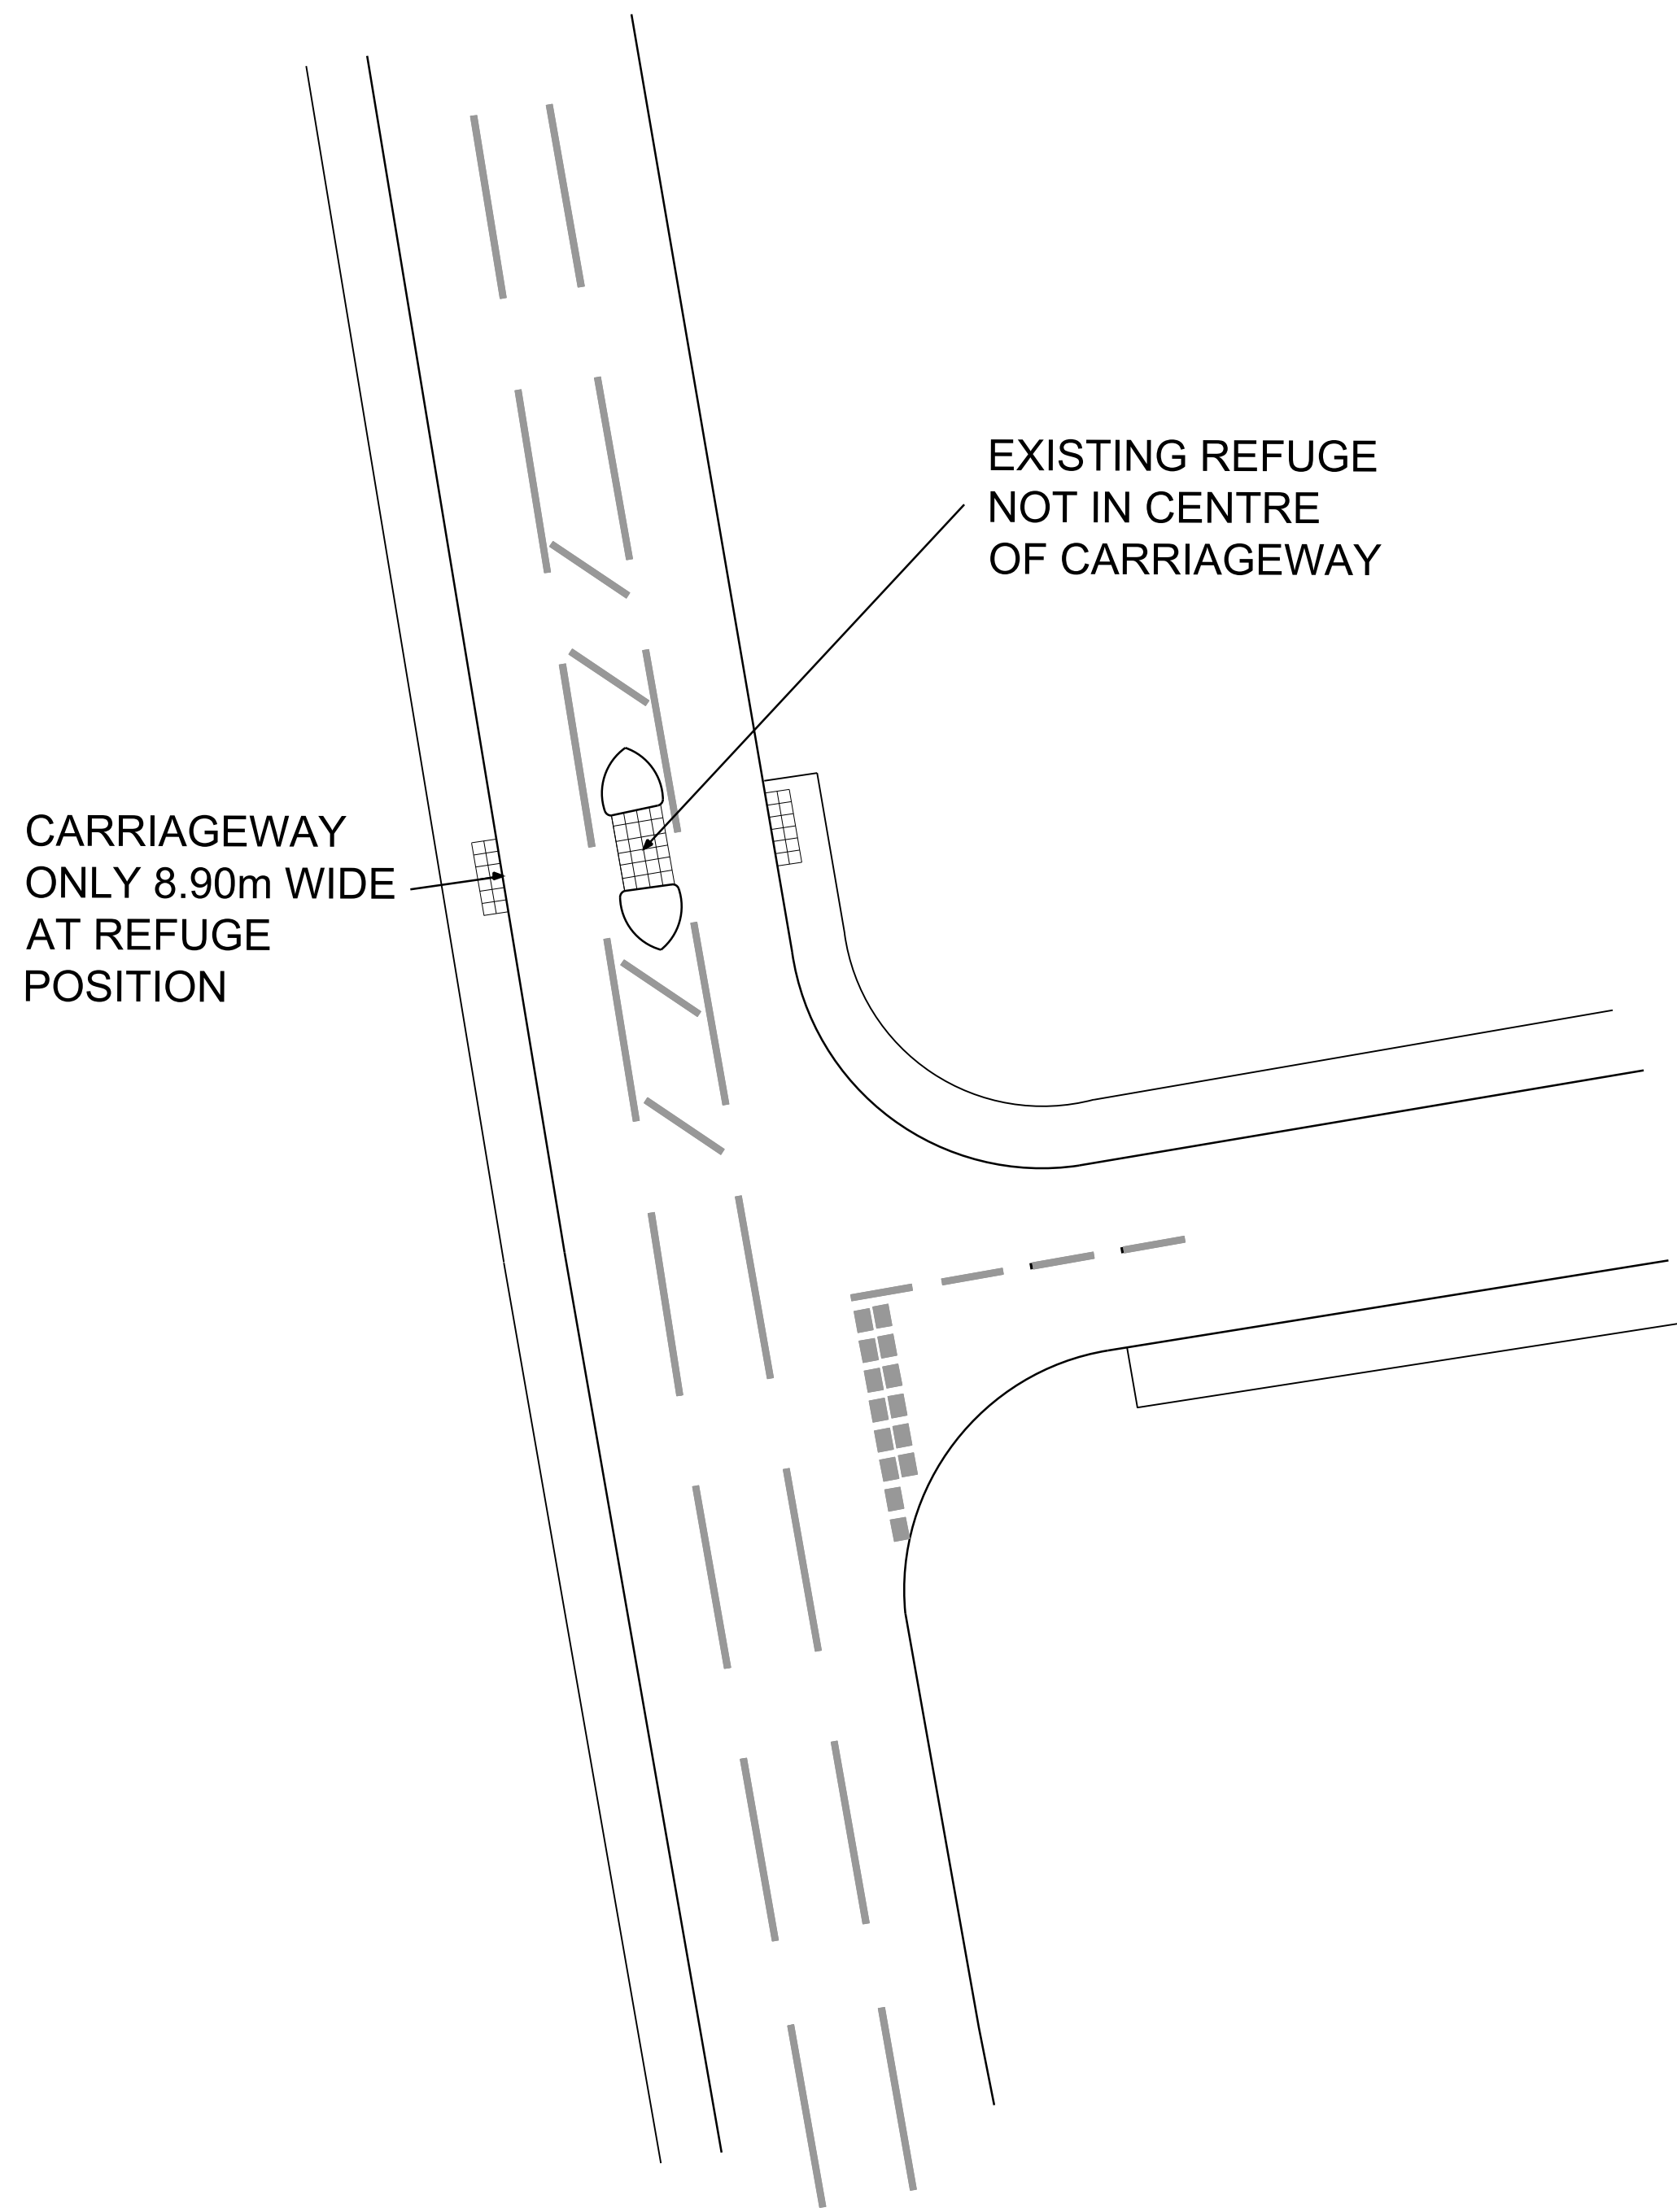 EXISTING REFUGE
NOT IN CENTRE
OF CARRIAGEWAY
CARRIAGEWAY
ONLY 8.90m WIDE
AT REFUGE
POSITION